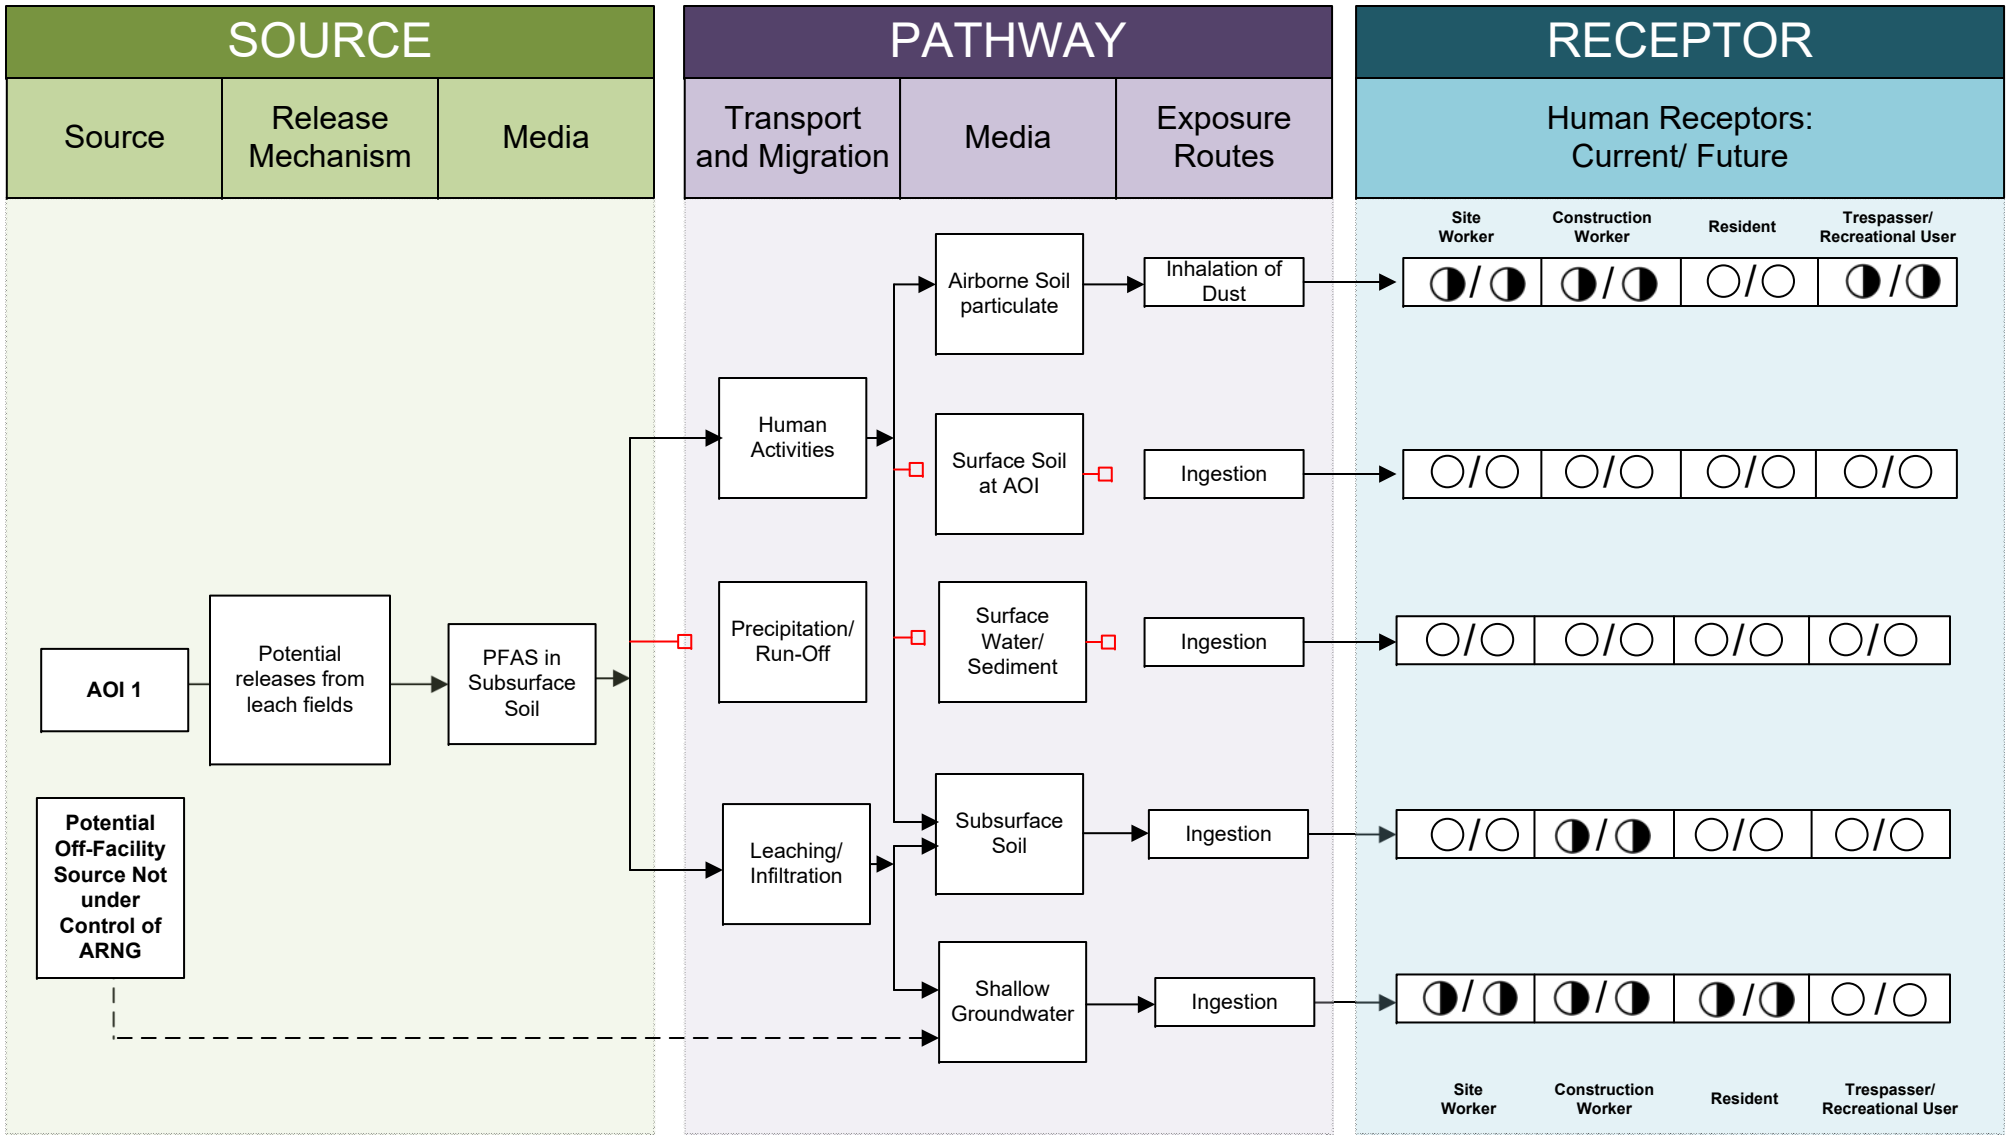 SOURCE
PATHWAY
RECEPTOR
Source
Release
Mechanism
Media
Transport
and Migration
Media
Exposure
Routes
Human Receptors:
Current/ Future
Site
Worker
Construction
Worker
Resident
Trespasser/
Recreational User
Airborne Soil
particulate
Inhalation of
Dust
/
/
/
/
Human
Activities
Surface Soil
at AOI
Ingestion
/
/
/
/
AOI 1
Potential
releases from
leach fields
PFAS in
Subsurface
Soil
Precipitation/
Run-Off
Surface
Water/
Sediment
Ingestion
/
/
/
/
Potential
Off-Facility
Source Not
under
Control of
ARNG
Leaching/
Infiltration
Subsurface
Soil
Ingestion
/
/
/
/
Shallow
Groundwater
Ingestion
/
/
/
/
Site
Worker
Construction
Worker
Resident
Trespasser/
Recreational User